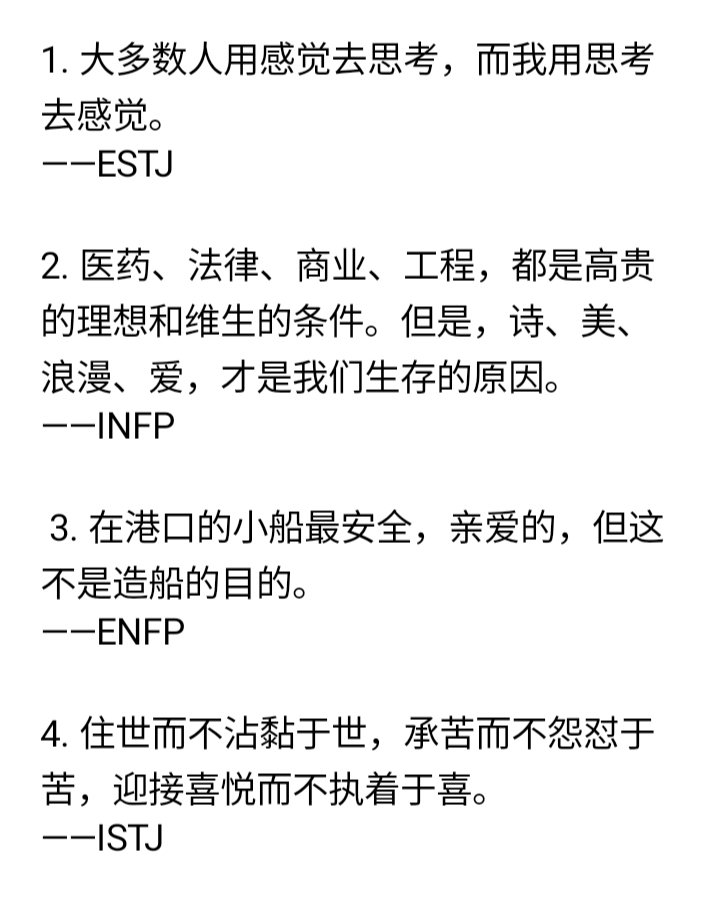 1. 大多数人用感觉去思考，而我用思考
去感觉。
——ESTJ
2. 医药、法律、商业、工程，都是高贵
的理想和维生的条件。但是，诗、美、
浪漫、爱，才是我们生存的原因。
——INFP
3. 在港口的小船最安全，亲爱的，但这
不是造船的目的。
——ENFP
4. 住世而不沾黏于世，承苦而不怨怼于
苦，迎接喜悦而不执着于喜。
——ISTJ